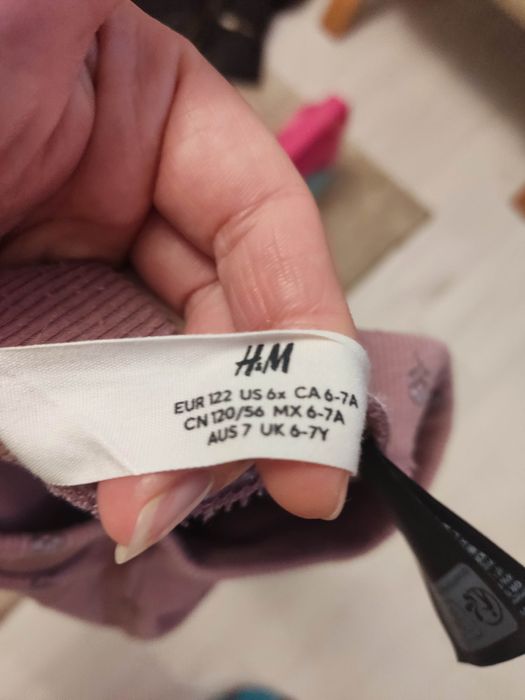 H&M
EUR 122 US 6x CA 6-7A
CN 120/56 MX 6-7A
AUS 7 UK 6-7Y